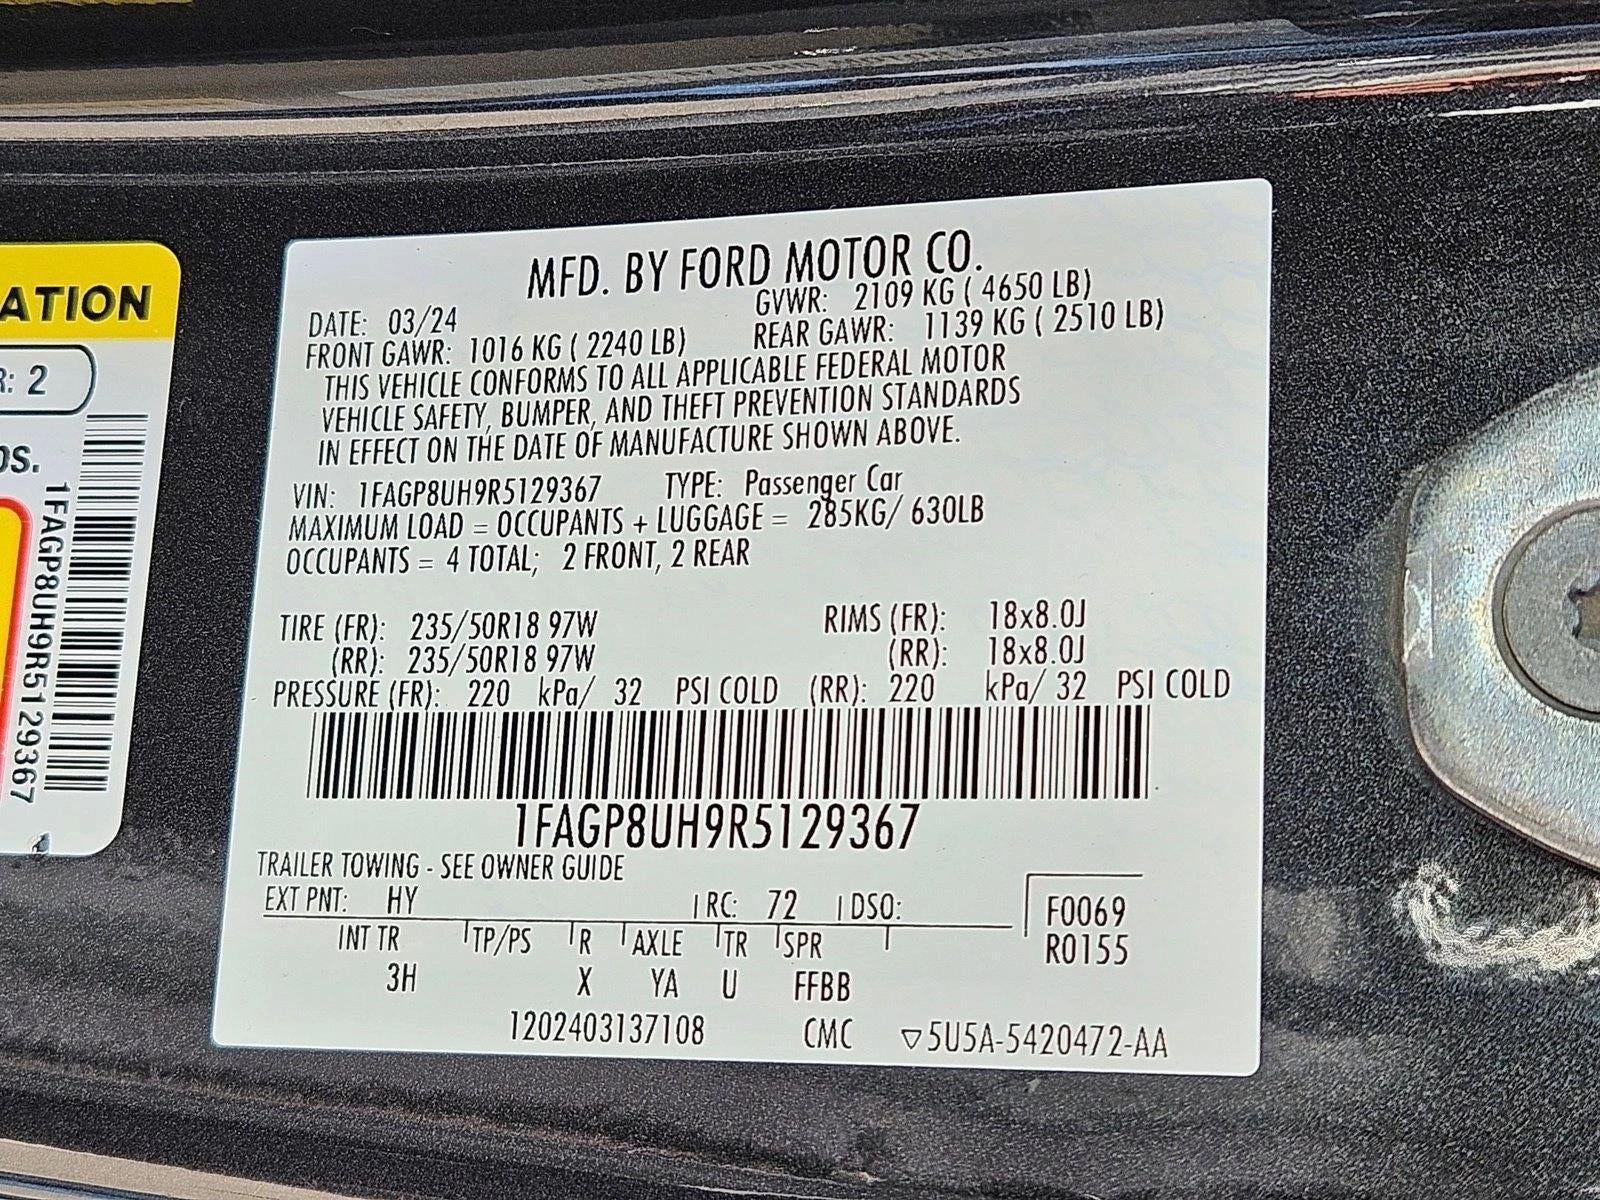 MFD. BY FORD MOTOR CO.
DATE: 03/24 GVWR: 2109 KG ( 4650 LB)
FRONT GAWR: 1016 KG ( 2240 LB) REAR GAWR: 1139 KG ( 2510 LB)
THIS VEHICLE CONFORMS TO ALL APPLICABLE FEDERAL MOTOR
VEHICLE SAFETY, BUMPER, AND THEFT PREVENTION STANDARDS
IN EFFECT ON THE DATE OF MANUFACTURE SHOWN ABOVE.
VIN: 1FAGP8UH9R5129367 TYPE: Passenger Car
MAXIMUM LOAD = OCCUPANTS + LUGGAGE = 285KG/ 630LB
OCCUPANTS = 4 TOTAL; 2 FRONT, 2 REAR
TIRE (FR): 235/50R18 97W RIMS (FR): 18x8.0J
(RR): 235/50R18 97W (RR): 18x8.0J
PRESSURE (FR): 220 kPa/ 32 PSI COLD (RR): 220 kPa/ 32 PSI COLD
1FAGP8UH9R5129367
TRAILER TOWING - SEE OWNER GUIDE
EXT PNT: HY RC: 72 DSO: F0069
INT TR TP/PS R AXLE TR SPR R0155
3H X YA U FFBB
1202403137108 CMC ▽5U5A-5420472-AA
ATION
R: 2
os.
1FAGP8UH9R5129367